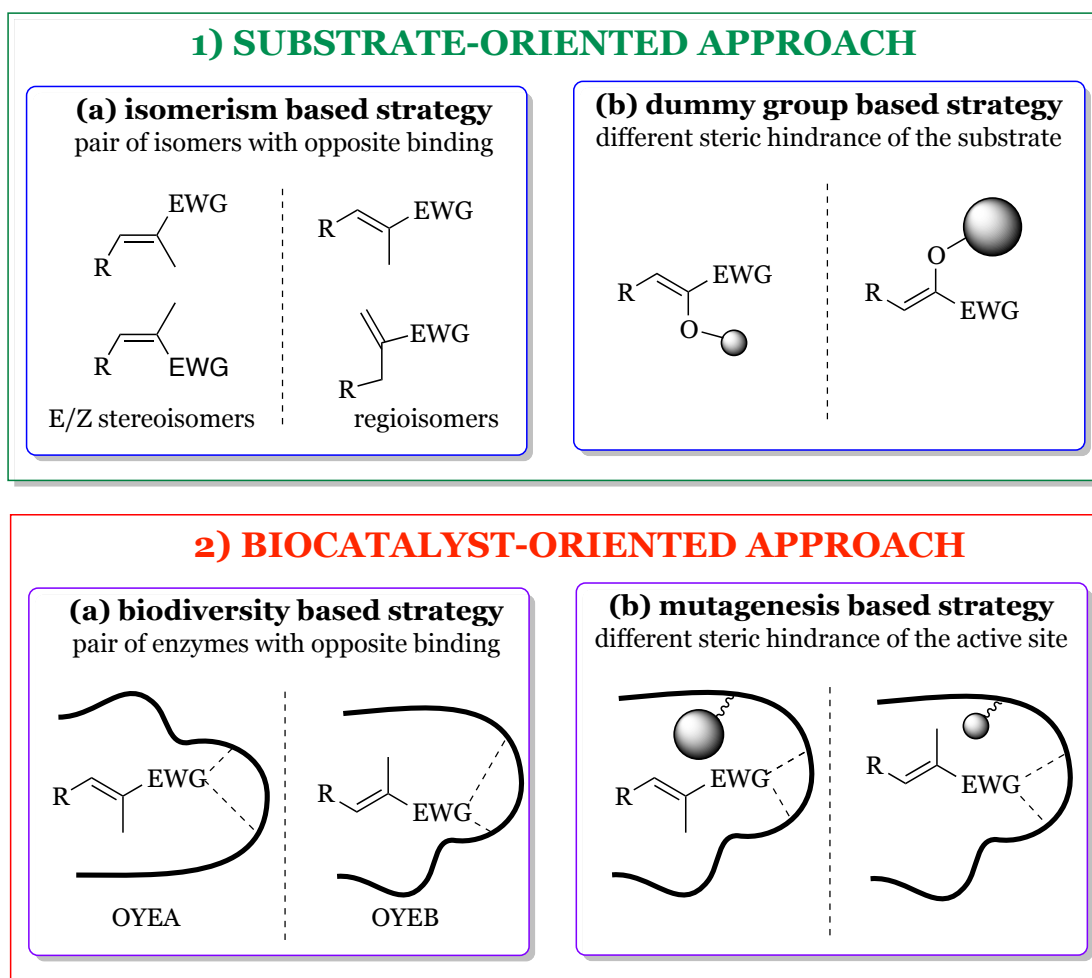 1) SUBSTRATE-ORIENTED APPROACH
(a) isomerism based strategy
pair of isomers with opposite binding
EWG
R
EWG
R
R
EWG
EWG
R
E/Z stereoisomers
regioisomers
(b) dummy group based strategy
different steric hindrance of the substrate
R
EWG
O
O
R
EWG
2) BIOCATALYST-ORIENTED APPROACH
(a) biodiversity based strategy
pair of enzymes with opposite binding
R
EWG
R
EWG
OYEA
OYEB
(b) mutagenesis based strategy
different steric hindrance of the active site
R
EWG
R
EWG